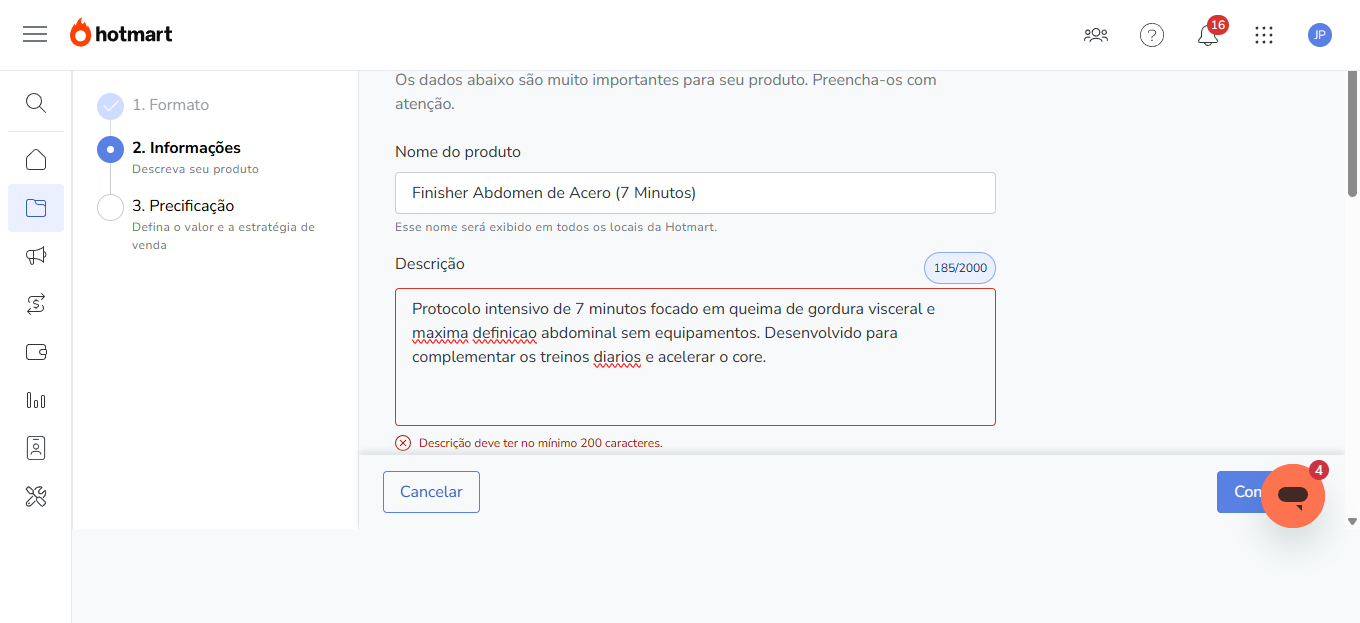 hotmart
16
JP
1. Formato
2. Informações
Descreva seu produto
3. Precificação
Defina o valor e a estratégia de
venda
Os dados abaixo são muito importantes para seu produto. Preencha-os com
atenção.
Nome do produto
Finisher Abdomen de Acero (7 Minutos)
Esse nome será exibido em todos os locais da Hotmart.
Descrição
185/2000
Protocolo intensivo de 7 minutos focado em queima de gordura visceral e
maxima definicao abdominal sem equipamentos. Desenvolvido para
complementar os treinos diarios e acelerar o core.
Descrição deve ter no mínimo 200 caracteres.
Cancelar
4